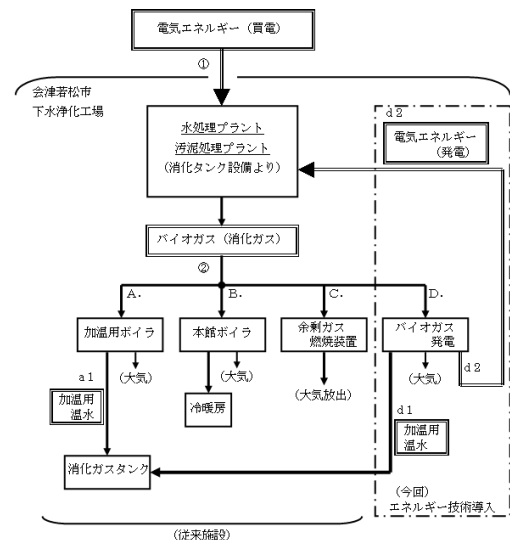 電気エネルギー（買電）
①
会津若松市
下水浄化工場
d2
電気エネルギー
（発電）
水処理プラント
汚泥処理プラント
（消化タンク設備より）
バイオガス（消化ガス）
②
A.
B.
C.
D.
加温用ボイラ
本館ボイラ
余剰ガス
燃焼装置
バイオガス
発電
a1
（大気）
（大気）
（大気放出）
（大気）
d2
加温用
温水
冷暖房
d1
加温用
温水
消化ガスタンク
（今回）
エネルギー技術導入
（従来施設）